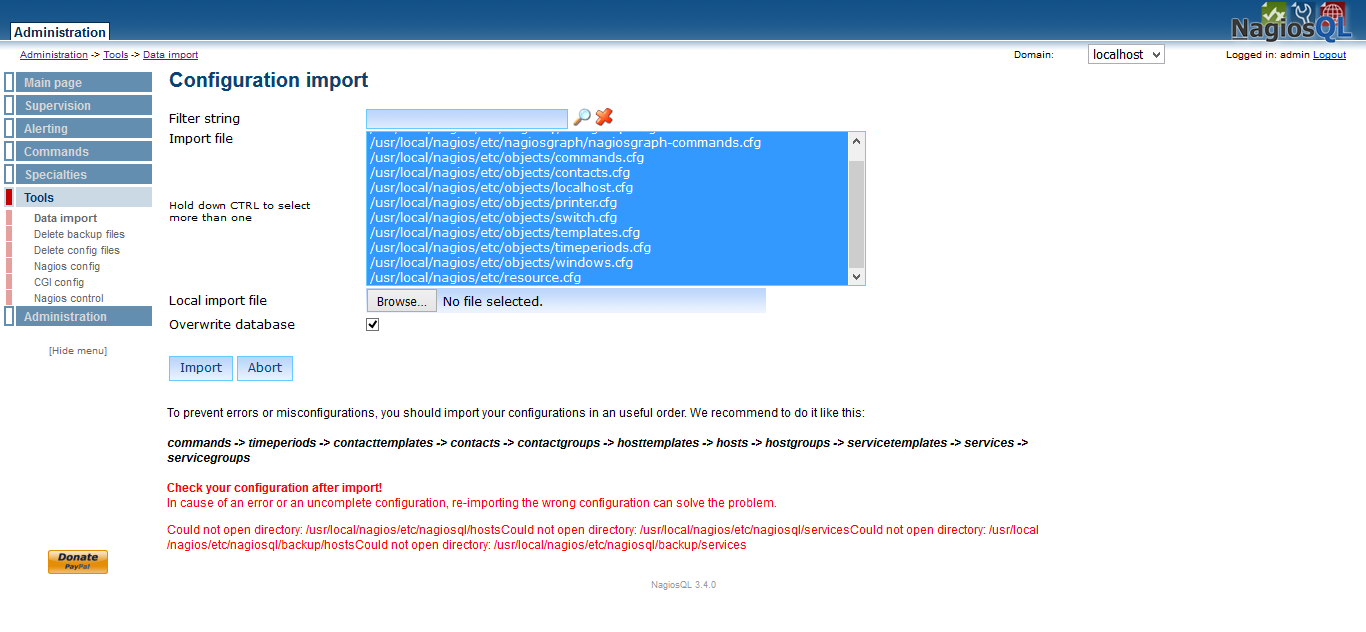 Administration
NagiosQL
Administration -> Tools -> Data import
Domain:
localhost
Logged in: admin Logout
Main page
Supervision
Alerting
Commands
Specialties
Tools
Data import
Delete backup files
Delete config files
Nagios config
CGI config
Nagios control
Administration
[Hide menu]
Configuration import
Filter string
Import file
Hold down CTRL to select
more than one
/usr/local/nagios/etc/nagiosgraph/nagiosgraph-commands.cfg
/usr/local/nagios/etc/objects/commands.cfg
/usr/local/nagios/etc/objects/contacts.cfg
/usr/local/nagios/etc/objects/localhost.cfg
/usr/local/nagios/etc/objects/printer.cfg
/usr/local/nagios/etc/objects/switch.cfg
/usr/local/nagios/etc/objects/templates.cfg
/usr/local/nagios/etc/objects/timeperiods.cfg
/usr/local/nagios/etc/objects/windows.cfg
/usr/local/nagios/etc/resource.cfg
Local import file
Browse... No file selected.
Overwrite database
Import Abort
To prevent errors or misconfigurations, you should import your configurations in an useful order. We recommend to do it like this:
commands -> timeperiods -> contacttemplates -> contacts -> contactgroups -> hosttemplates -> hosts -> hostgroups -> servicetemplates -> services ->
servicegroups
Check your configuration after import!
In cause of an error or an uncomplete configuration, re-importing the wrong configuration can solve the problem.
Could not open directory: /usr/local/nagios/etc/nagiosql/hostsCould not open directory: /usr/local/nagios/etc/nagiosql/servicesCould not open directory: /usr/local
/nagios/etc/nagiosql/backup/hostsCould not open directory: /usr/local/nagios/etc/nagiosql/backup/services
Donate
PayPal
NagiosQL 3.4.0